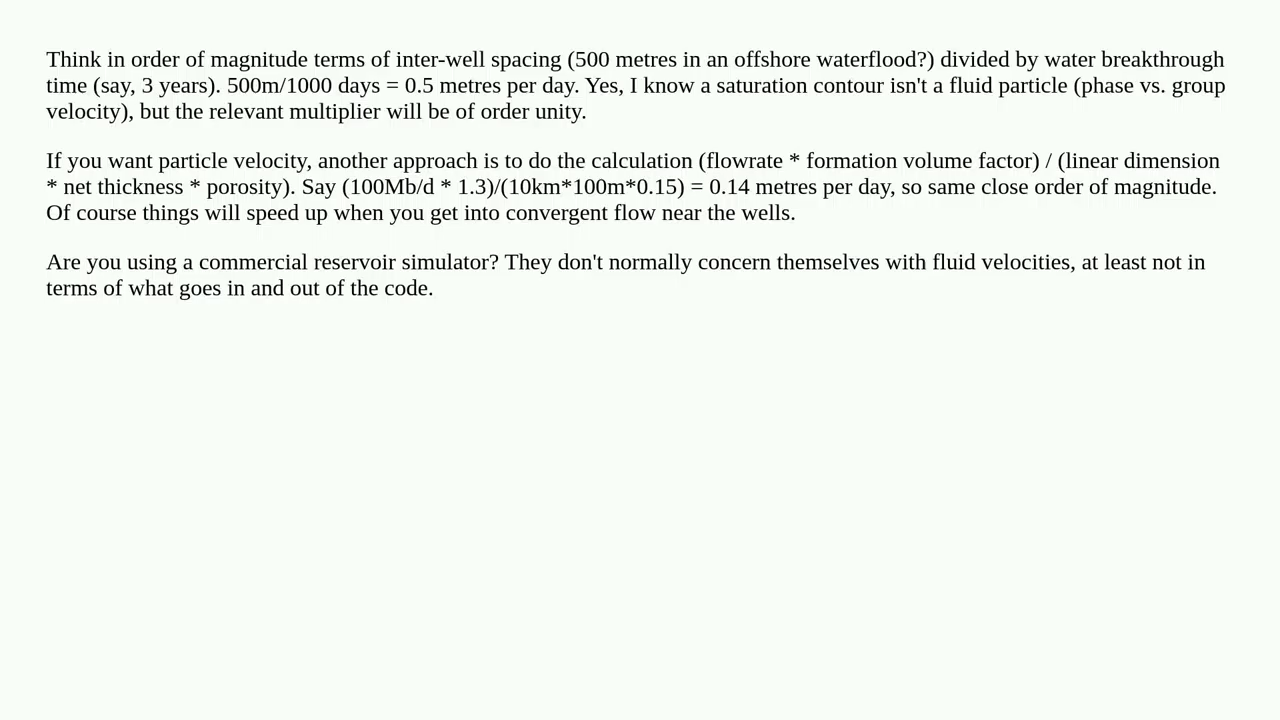 Think in order of magnitude terms of inter-well spacing (500 metres in an offshore waterflood?) divided by water breakthrough
time (say, 3 years). 500m/1000 days = 0.5 metres per day. Yes, I know a saturation contour isn't a fluid particle (phase vs. group
velocity), but the relevant multiplier will be of order unity.
If you want particle velocity, another approach is to do the calculation (flowrate * formation volume factor) / (linear dimension
* net thickness * porosity). Say (100Mb/d * 1.3)/(10km*100m*0.15) = 0.14 metres per day, so same close order of magnitude.
Of course things will speed up when you get into convergent flow near the wells.
Are you using a commercial reservoir simulator? They don't normally concern themselves with fluid velocities, at least not in
terms of what goes in and out of the code.